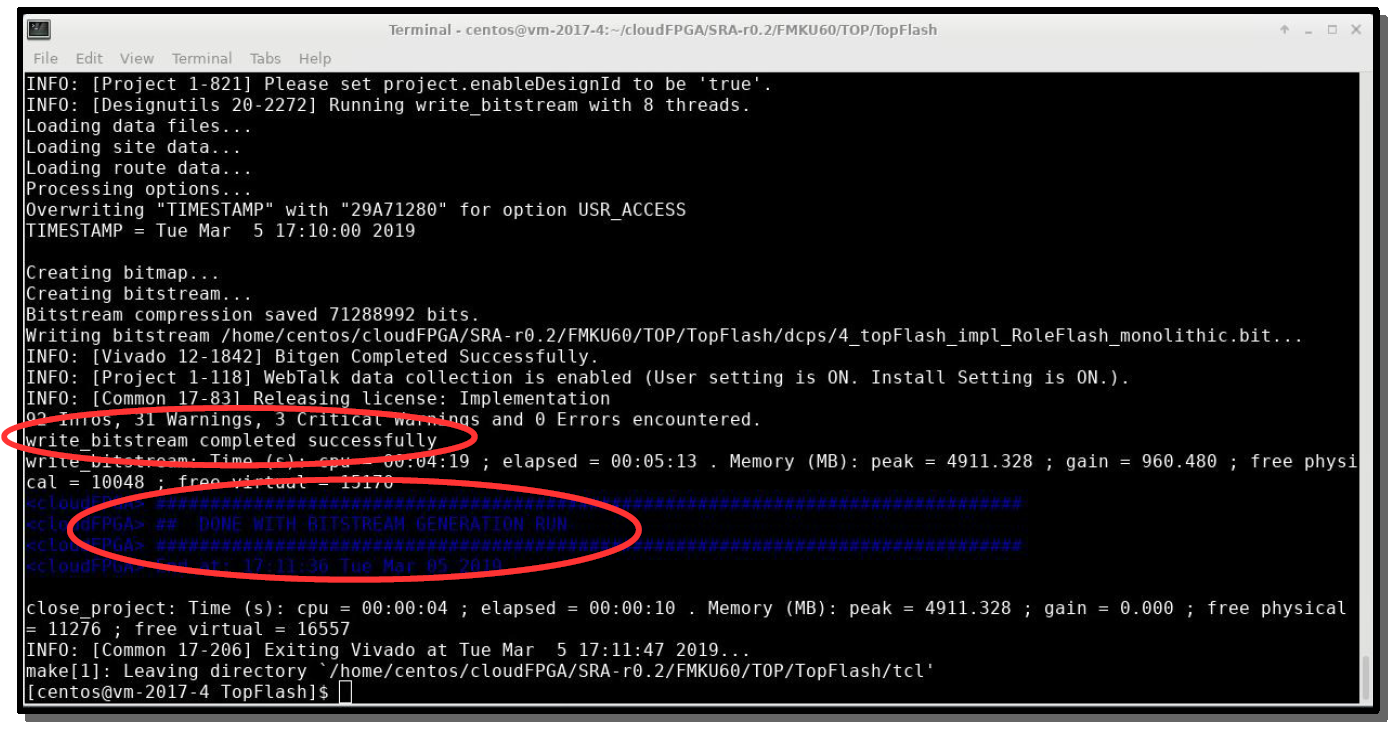 Terminal - centos@vm-2017-4:~/cloudFPGA/SRA-r0.2/FMKU60/TOP/TopFlash
File Edit View Terminal Tabs Help
INFO: [Project 1-821] Please set project.enableDesignId to be 'true'.
INFO: [Designutils 20-2272] Running write_bitstream with 8 threads.
Loading data files...
Loading site data...
Loading route data...
Processing options...
Overwriting "TIMESTAMP" with "29A71280" for option USR_ACCESS
TIMESTAMP = Tue Mar  5 17:10:00 2019
Creating bitmap...
Creating bitstream...
Bitstream compression saved 71288992 bits.
Writing bitstream /home/centos/cloudFPGA/SRA-r0.2/FMKU60/TOP/TopFlash/dcps/4_topFlash_impl_RoleFlash_monolithic.bit...
INFO: [Vivado 12-1842] Bitgen Completed Successfully.
INFO: [Project 1-118] WebTalk data collection is enabled (User setting is ON. Install Setting is ON.).
INFO: [Common 17-83] Releasing license: Implementation
92 Infos, 31 Warnings, 3 Critical Warnings and 0 Errors encountered.
write_bitstream completed successfully
write_bitstream: Time (s): cpu = 00:04:19 ; elapsed = 00:05:13 . Memory (MB): peak = 4911.328 ; gain = 960.480 ; free physi
cal = 10048 ; free virtual = 15170
<cloudFPGA> ################################################################################
<cloudFPGA> ##  DONE WITH BITSTREAM GENERATION RUN
<cloudFPGA> ################################################################################
<cloudFPGA> End at: 17:11:36 Tue Mar 05 2019
close_project: Time (s): cpu = 00:00:04 ; elapsed = 00:00:10 . Memory (MB): peak = 4911.328 ; gain = 0.000 ; free physical
= 11276 ; free virtual = 16557
INFO: [Common 17-206] Exiting Vivado at Tue Mar  5 17:11:47 2019...
make[1]: Leaving directory `/home/centos/cloudFPGA/SRA-r0.2/FMKU60/TOP/TopFlash/tcl'
[centos@vm-2017-4 TopFlash]$